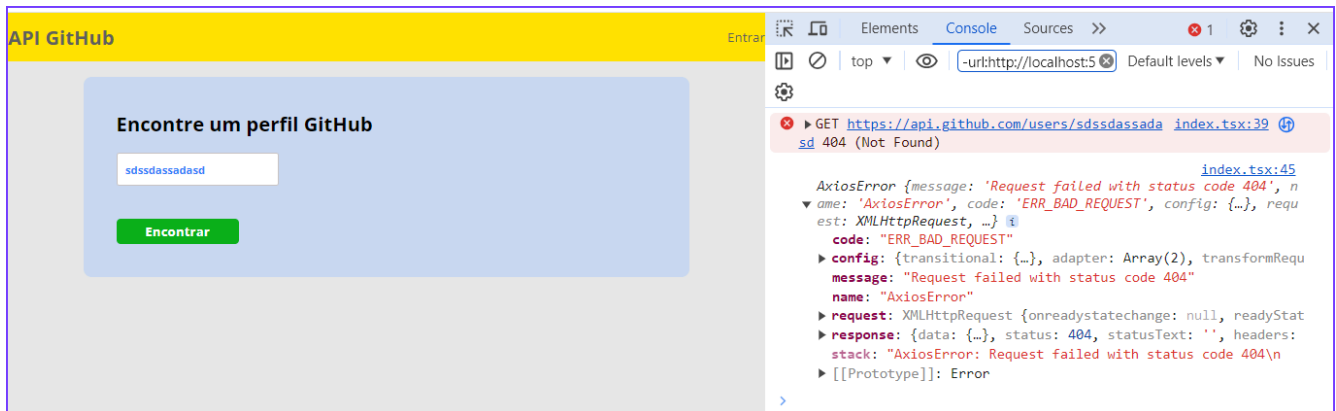 API GitHub
Entrar
Encontre um perfil GitHub
sdssdassadasd
Encontrar
Elements Console Sources
1
top
-url:http://localhost:5
Default levels
No Issues
GET https://api.github.com/users/sdssdassada index.tsx:39
sd 404 (Not Found)
index.tsx:45
AxiosError {message: 'Request failed with status code 404', n
ame: 'AxiosError', code: 'ERR_BAD_REQUEST', config: {…}, requ
est: XMLHttpRequest, …} i
code: "ERR_BAD_REQUEST"
config: {transitional: {…}, adapter: Array(2), transformRequ
message: "Request failed with status code 404"
name: "AxiosError"
request: XMLHttpRequest {onreadystatechange: null, readyStat
response: {data: {…}, status: 404, statusText: '', headers:
stack: "AxiosError: Request failed with status code 404\n
[[Prototype]]: Error